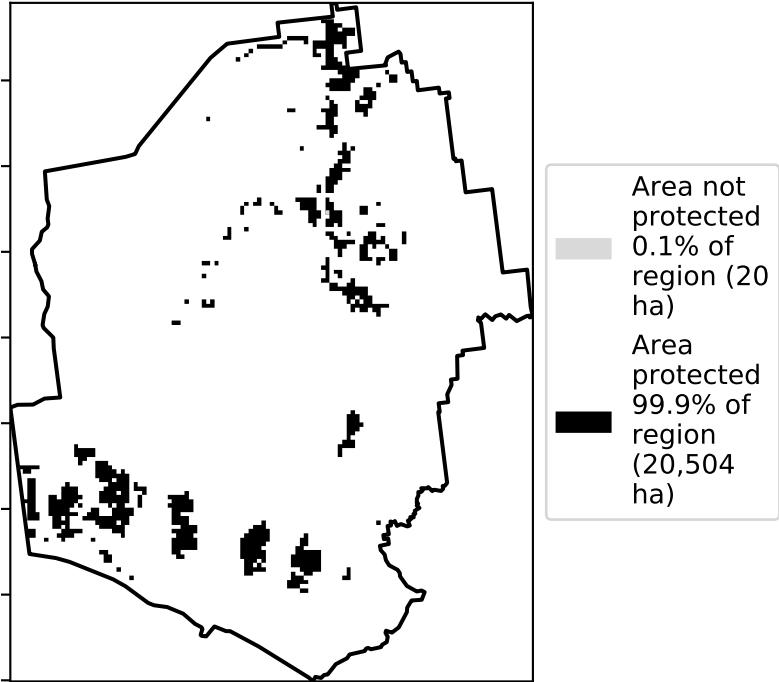 Area not
protected
0.1% of
region (20
ha)
Area
protected
99.9% of
region
(20,504
ha)